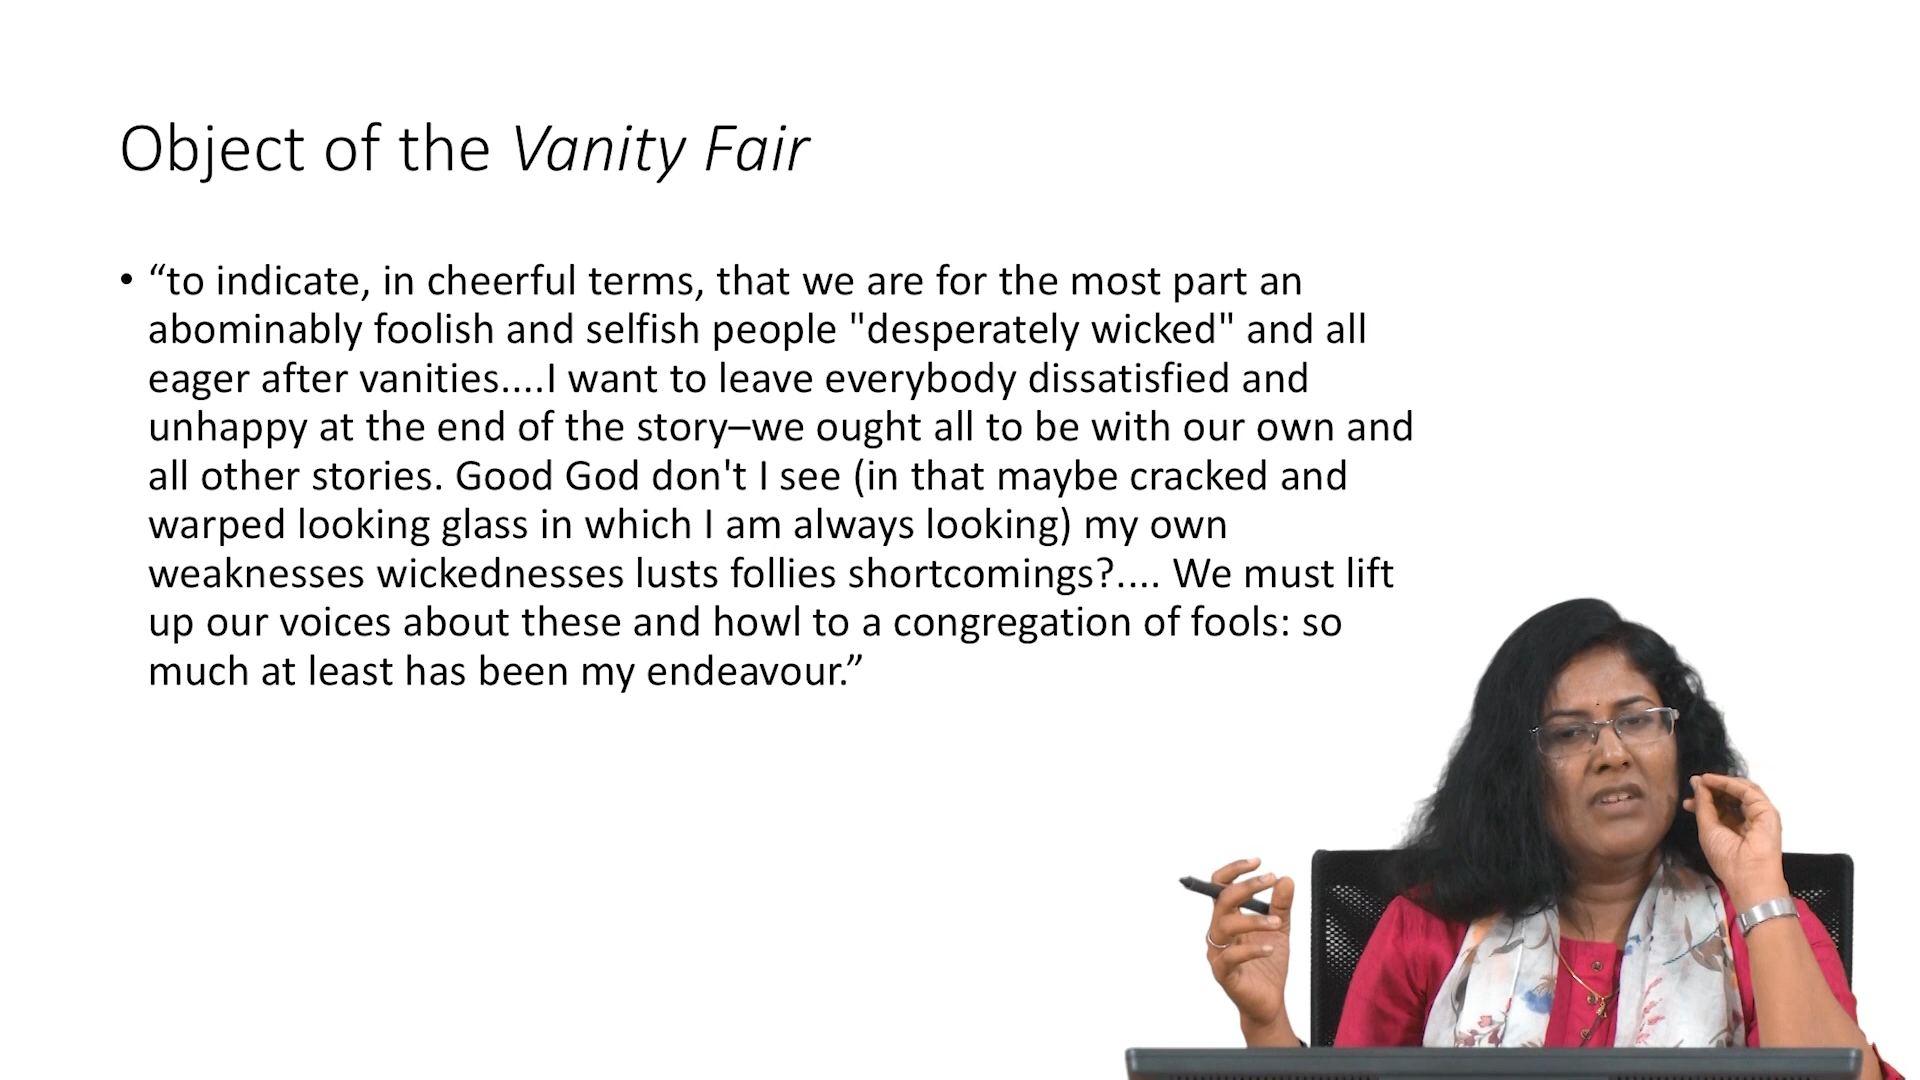 Object of the Vanity Fair
• “to indicate, in cheerful terms, that we are for the most part an
abominably foolish and selfish people "desperately wicked" and all
eager after vanities....I want to leave everybody dissatisfied and
unhappy at the end of the story–we ought all to be with our own and
all other stories. Good God don't I see (in that maybe cracked and
warped looking glass in which I am always looking) my own
weaknesses wickednesses lusts follies shortcomings?.... We must lift
up our voices about these and howl to a congregation of fools: so
much at least has been my endeavour.”